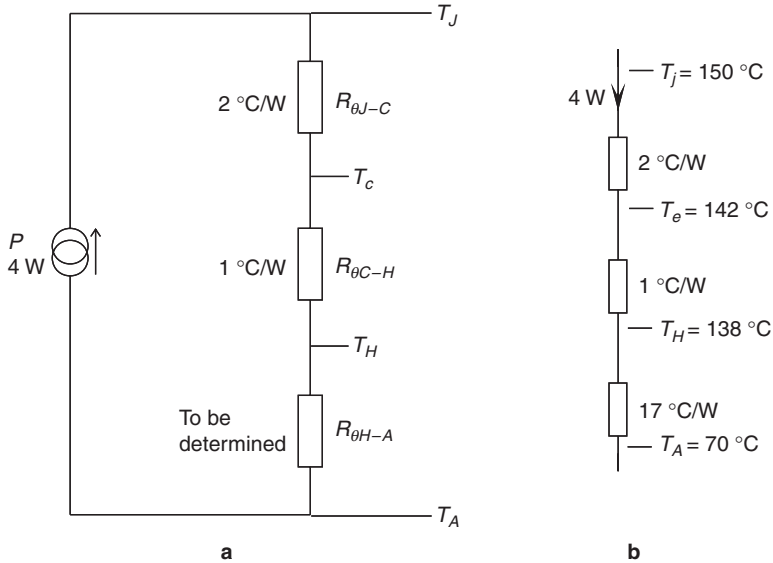 T_J
2 °C/W
R_θJ–C
T_c
P
4 W
1 °C/W
R_θC–H
T_H
To be
determined
R_θH–A
T_A
a
T_j = 150 °C
4 W
2 °C/W
T_e = 142 °C
1 °C/W
T_H = 138 °C
17 °C/W
T_A = 70 °C
b